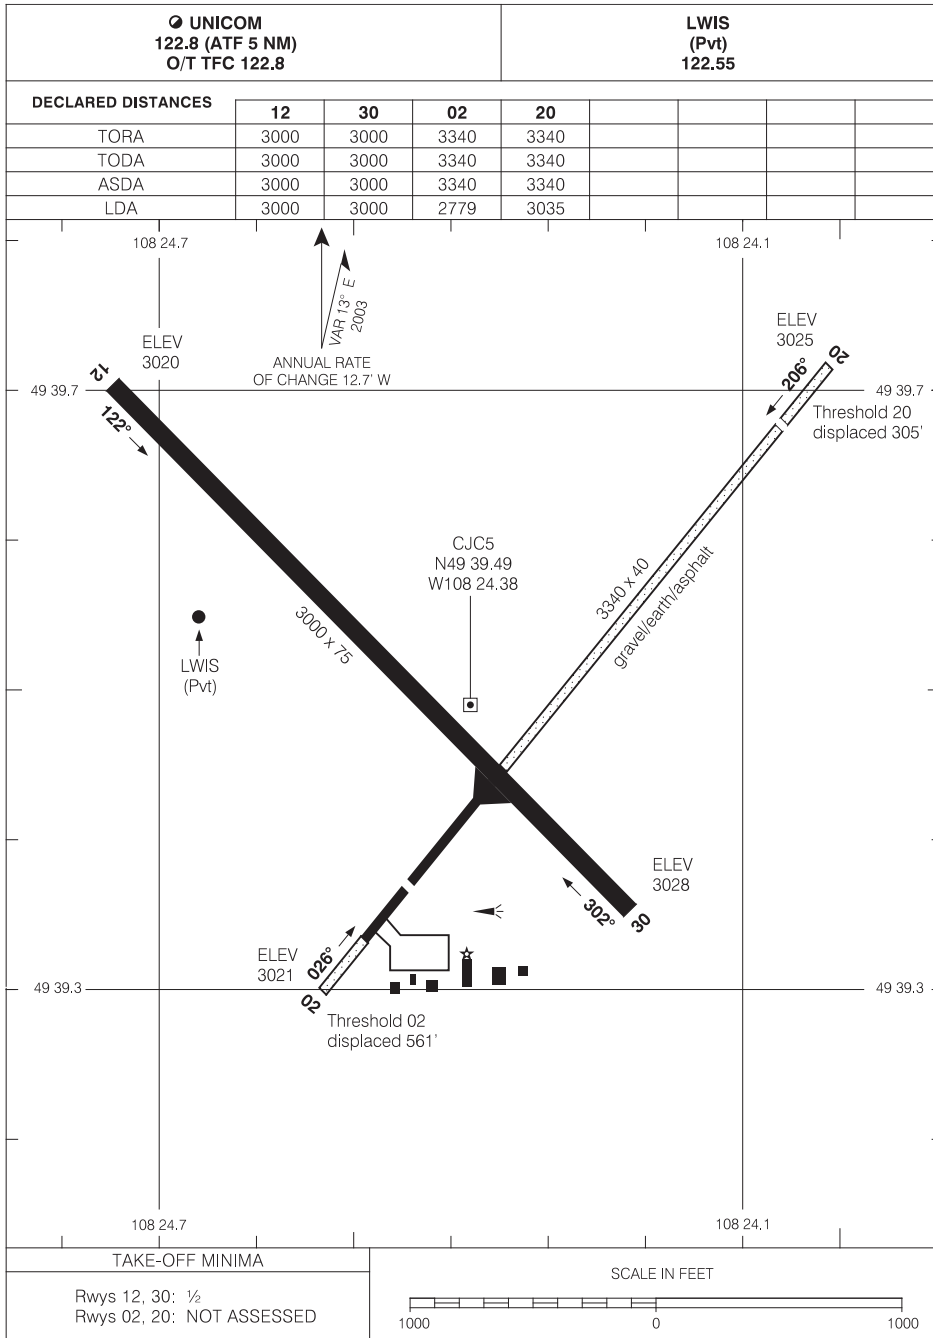 UNICOM
122.8 (ATF 5 NM)
O/T TFC 122.8
LWIS
(Pvt)
122.55
DECLARED DISTANCES 12 30 02 20
TORA 3000 3000 3340 3340
TODA 3000 3000 3340 3340
ASDA 3000 3000 3340 3340
LDA 3000 3000 2779 3035
108 24.7
108 24.1
VAR 13° E
2003
ANNUAL RATE
OF CHANGE 12.7' W
ELEV
3020
12
122°
ELEV
3025
20
206°
49 39.7
49 39.7
Threshold 20
displaced 305'
CJC5
N49 39.49
W108 24.38
3000 x 75
3340 x 40
gravel/earth/asphalt
LWIS
(Pvt)
ELEV
3028
302°
30
ELEV
3021
026°
02
49 39.3
49 39.3
Threshold 02
displaced 561'
108 24.7
108 24.1
TAKE-OFF MINIMA
Rwys 12, 30: ½
Rwys 02, 20: NOT ASSESSED
SCALE IN FEET
1000 0 1000